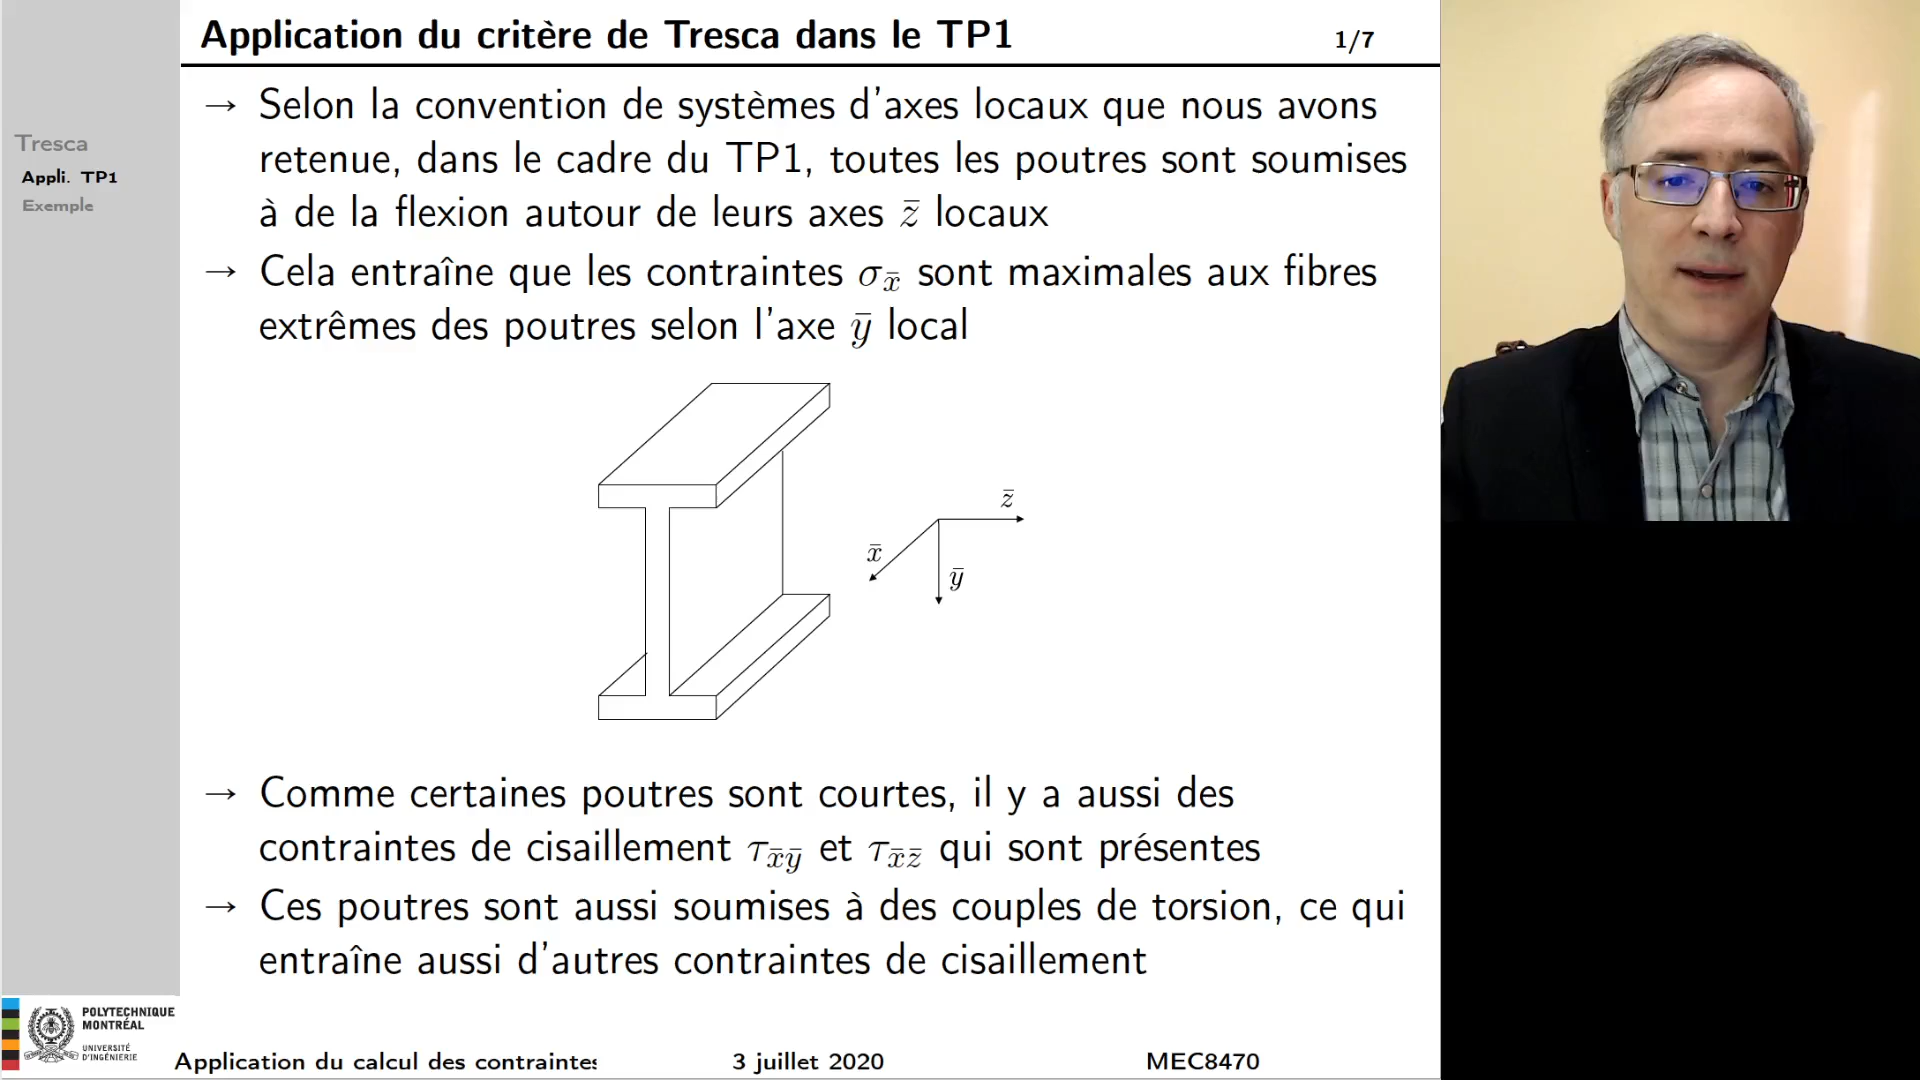 Application du critère de Tresca dans le TP1
1/7
Tresca
Appli. TP1
Exemple
→ Selon la convention de systèmes d'axes locaux que nous avons
retenue, dans le cadre du TP1, toutes les poutres sont soumises
à de la flexion autour de leurs axes z̄ locaux
→ Cela entraîne que les contraintes σx̄ sont maximales aux fibres
extrêmes des poutres selon l'axe ȳ local
z̄
x̄
ȳ
→ Comme certaines poutres sont courtes, il y a aussi des
contraintes de cisaillement τx̄ȳ et τx̄z̄ qui sont présentes
→ Ces poutres sont aussi soumises à des couples de torsion, ce qui
entraîne aussi d'autres contraintes de cisaillement
POLYTECHNIQUE
MONTRÉAL
UNIVERSITÉ
D'INGÉNIERIE
Application du calcul des contraintes
3 juillet 2020
MEC8470